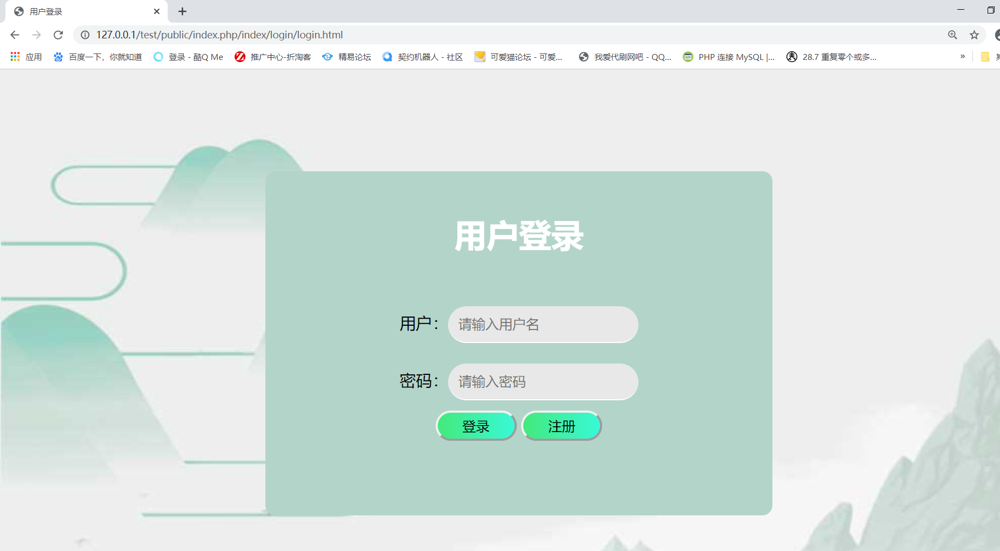 用户登录
127.0.0.1/test/public/index.php/index/login/login.html
应用 百度一下，你就知道 登录 - 酷Q Me 推广中心-折淘客 精易论坛 契约机器人 - 社区 可爱猫论坛 - 可爱... 我爱代刷网吧 - QQ... PHP 连接 MySQL |... 28.7 重复零个或多... »
用户登录
用户： 请输入用户名
密码： 请输入密码
登录 注册